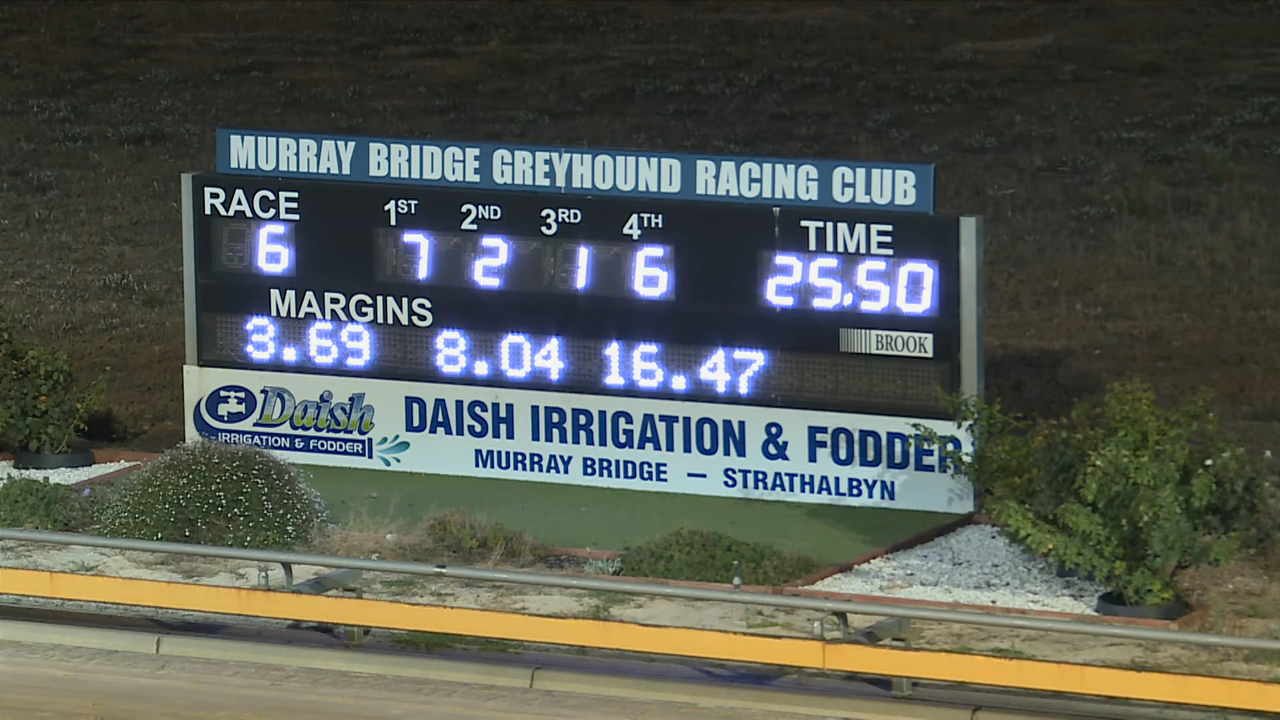 MURRAY BRIDGE GREYHOUND RACING CLUB
RACE 1ST 2ND 3RD 4TH TIME
6 7 2 1 6 25.50
MARGINS
BROOK
3.69 8.04 16.47
Daish
IRRIGATION & FODDER
DAISH IRRIGATION & FODDER
MURRAY BRIDGE — STRATHALBYN